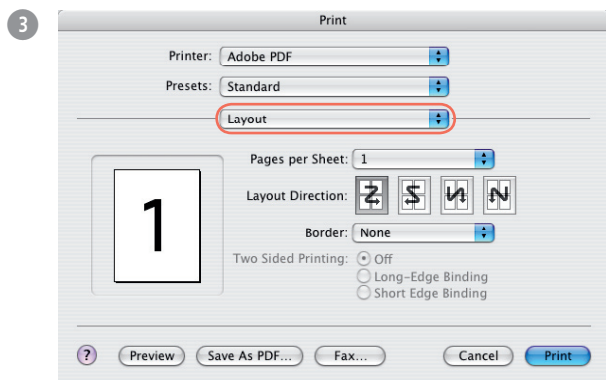 3
Print
Printer: Adobe PDF
Presets: Standard
Layout
Pages per Sheet: 1
Layout Direction:
1
Border: None
Two Sided Printing: Off
Long-Edge Binding
Short Edge Binding
? Preview Save As PDF... Fax... Cancel Print